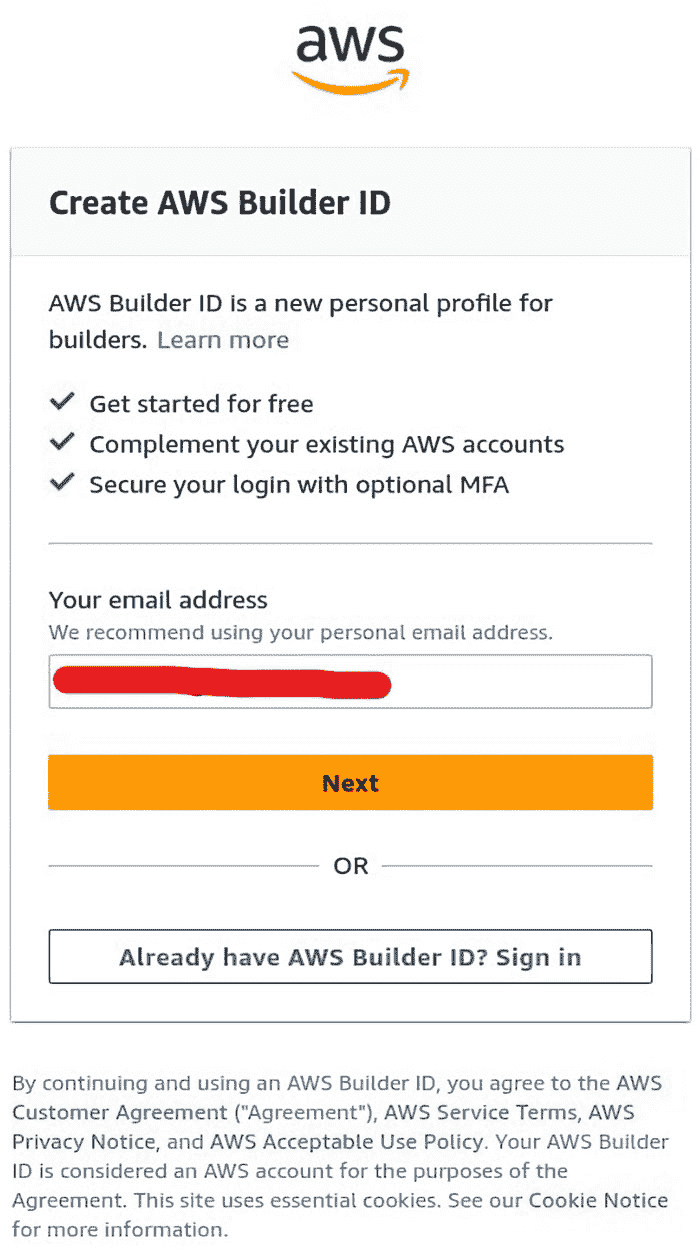 aws
Create AWS Builder ID
AWS Builder ID is a new personal profile for
builders. Learn more
Get started for free
Complement your existing AWS accounts
Secure your login with optional MFA
Your email address
We recommend using your personal email address.
Next
OR
Already have AWS Builder ID? Sign in
By continuing and using an AWS Builder ID, you agree to the AWS
Customer Agreement ("Agreement"), AWS Service Terms, AWS
Privacy Notice, and AWS Acceptable Use Policy. Your AWS Builder
ID is considered an AWS account for the purposes of the
Agreement. This site uses essential cookies. See our Cookie Notice
for more information.